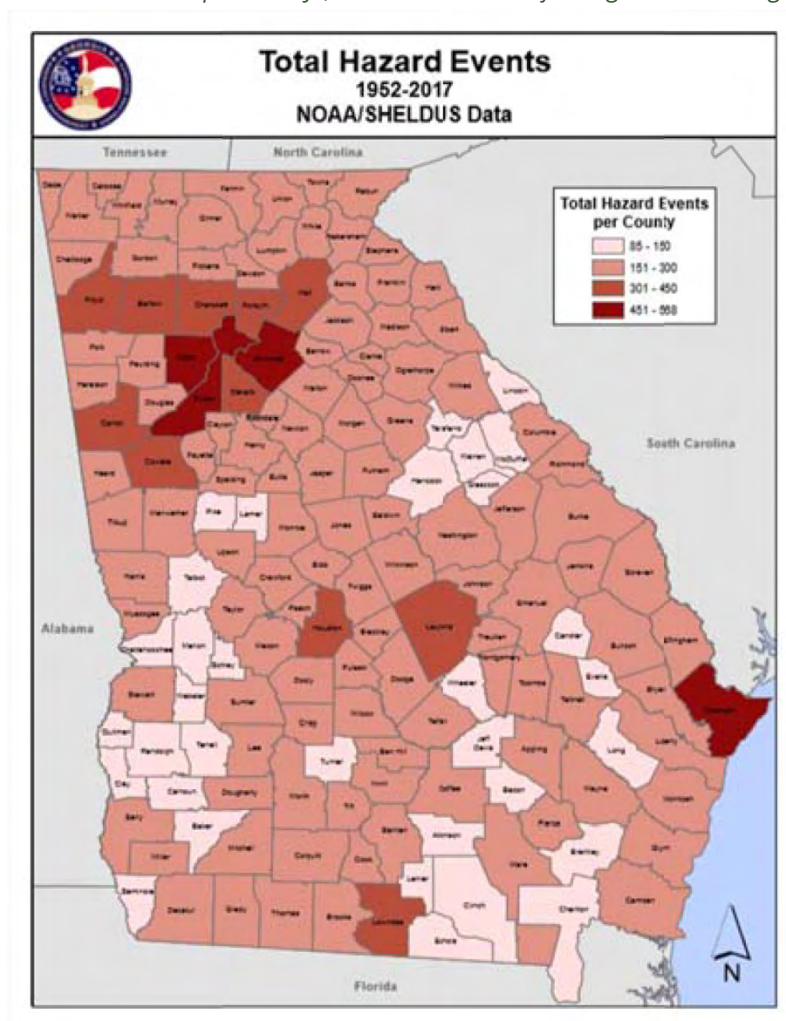 Total Hazard Events
1952-2017
NOAA/SHELDUS Data
GEORGIA
Tennessee
North Carolina
Total Hazard Events
per County
85 - 150
151 - 300
301 - 450
451 - 568
Dade
Catoosa
Whitfield
Murray
Fannin
Union
Towns
Rabun
Walker
Gilmer
White
Habersham
Chattooga
Gordon
Pickens
Lumpkin
Dawson
Stephens
Floyd
Bartow
Cherokee
Forsyth
Hall
Banks
Franklin
Hart
Jackson
Madison
Elbert
Polk
Paulding
Barrow
Clarke
Oglethorpe
Haralson
Douglas
DeKalb
Walton
Oconee
Wilkes
Lincoln
Carroll
Clayton
Rockdale
Newton
Morgan
Greene
Taliaferro
Columbia
South Carolina
Heard
Coweta
Fayette
Henry
Warren
McDuffie
Richmond
Spalding
Butts
Jasper
Putnam
Hancock
Glascock
Troup
Meriwether
Pike
Lamar
Monroe
Jones
Baldwin
Jefferson
Burke
Upson
Washington
Harris
Talbot
Crawford
Bibb
Wilkinson
Jenkins
Screven
Twiggs
Johnson
Emanuel
Muscogee
Taylor
Peach
Alabama
Chattahoochee
Marion
Macon
Houston
Bleckley
Laurens
Treutlen
Candler
Bulloch
Effingham
Schley
Pulaski
Montgomery
Stewart
Webster
Sumter
Dooly
Dodge
Wheeler
Toombs
Tattnall
Evans
Bryan
Chatham
Quitman
Randolph
Terrell
Lee
Crisp
Wilcox
Telfair
Jeff
Davis
Appling
Long
Liberty
Turner
Ben Hill
Clay
Calhoun
Dougherty
Worth
Tift
Coffee
Bacon
Wayne
McIntosh
Early
Baker
Mitchell
Berrien
Atkinson
Pierce
Brantley
Glynn
Miller
Colquitt
Cook
Ware
Seminole
Decatur
Grady
Thomas
Brooks
Lowndes
Lanier
Clinch
Echols
Charlton
Camden
Florida
N